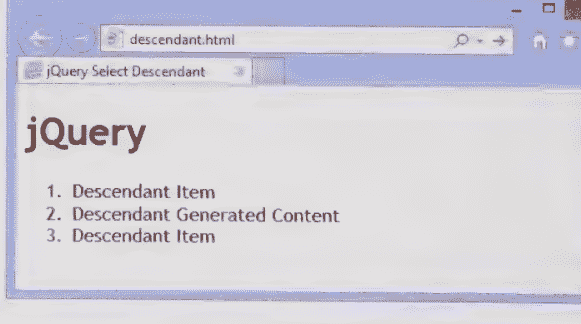 descendant.html
jQuery Select Descendant
jQuery
1. Descendant Item
2. Descendant Generated Content
3. Descendant Item